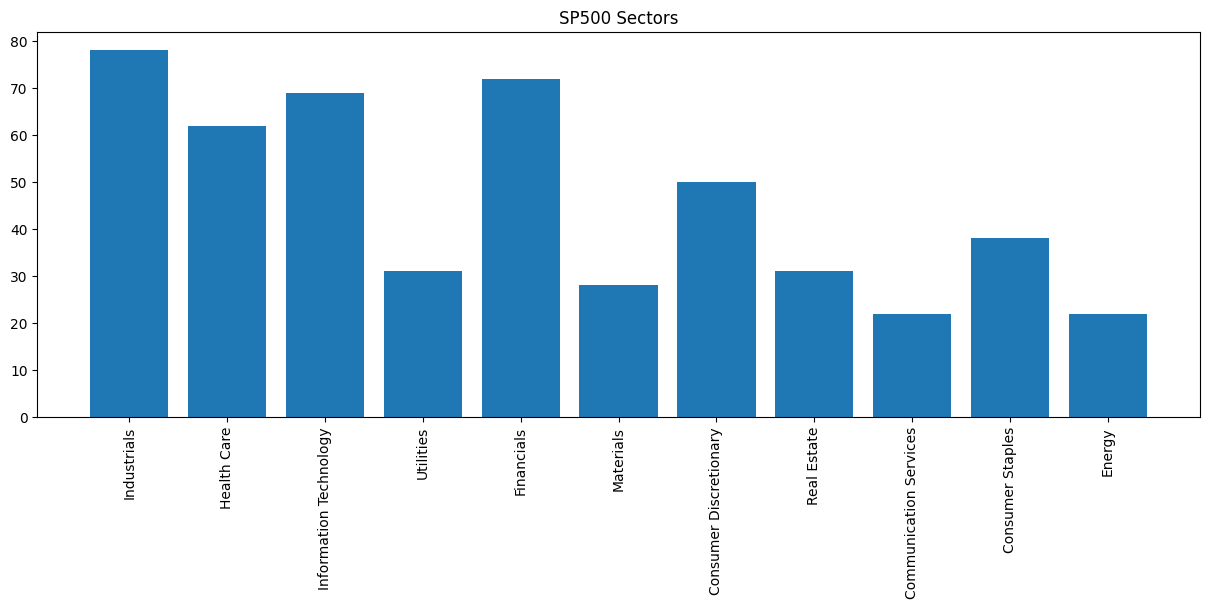 SP500 Sectors
80
70
60
50
40
30
20
10
0
Industrials
Health Care
Information Technology
Utilities
Financials
Materials
Consumer Discretionary
Real Estate
Communication Services
Consumer Staples
Energy